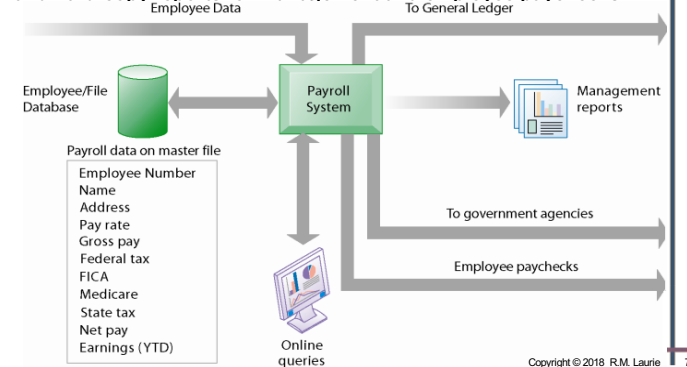 Employee Data
To General Ledger
Employee/File
Database
Payroll
System
Management
reports
Payroll data on master file
Employee Number
Name
Address
Pay rate
Gross pay
Federal tax
FICA
Medicare
State tax
Net pay
Earnings (YTD)
To government agencies
Employee paychecks
Online
queries
Copyright © 2018 R.M. Laurie